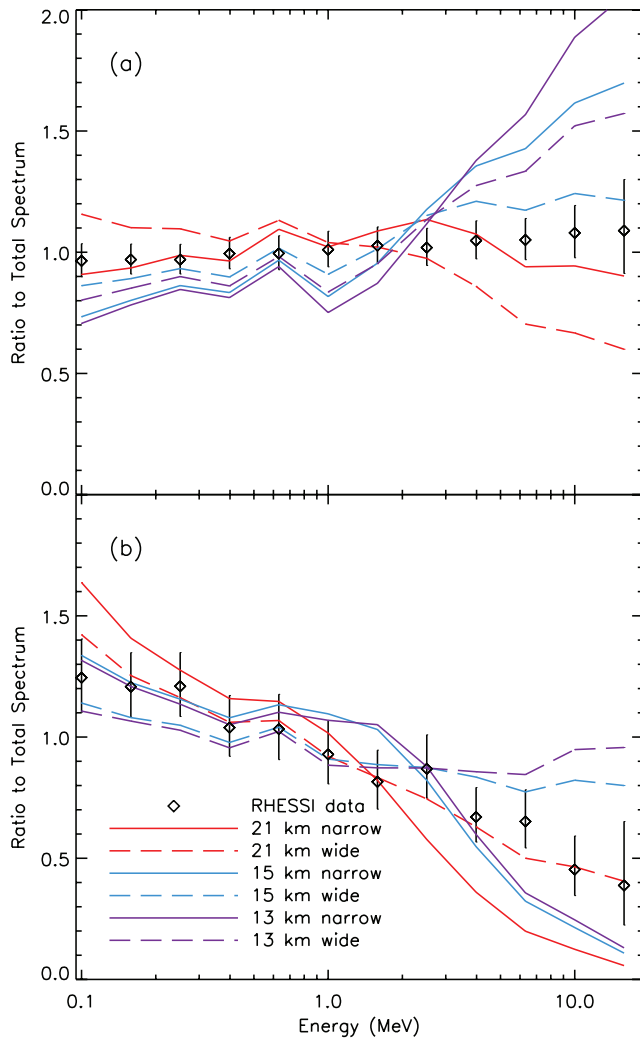 2.0
(a)
1.5
Ratio to Total Spectrum
1.0
0.5
0.0
(b)
1.5
Ratio to Total Spectrum
1.0
0.5
0.0
RHESSI data
21 km narrow
21 km wide
15 km narrow
15 km wide
13 km narrow
13 km wide
0.1
1.0
10.0
Energy (MeV)